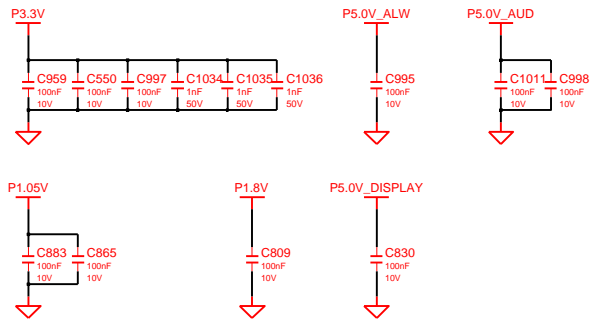 P3.3V P5.0V_ALW P5.0V_AUD
C959 C550 C997 C1034 C1035 C1036 C995 C1011 C998
100nF 100nF 100nF 1nF 1nF 1nF 100nF 100nF 100nF
10V 10V 10V 50V 50V 50V 10V 10V 10V
P1.05V P1.8V P5.0V_DISPLAY
C883 C865 C809 C830
100nF 100nF 100nF 100nF
10V 10V 10V 10V